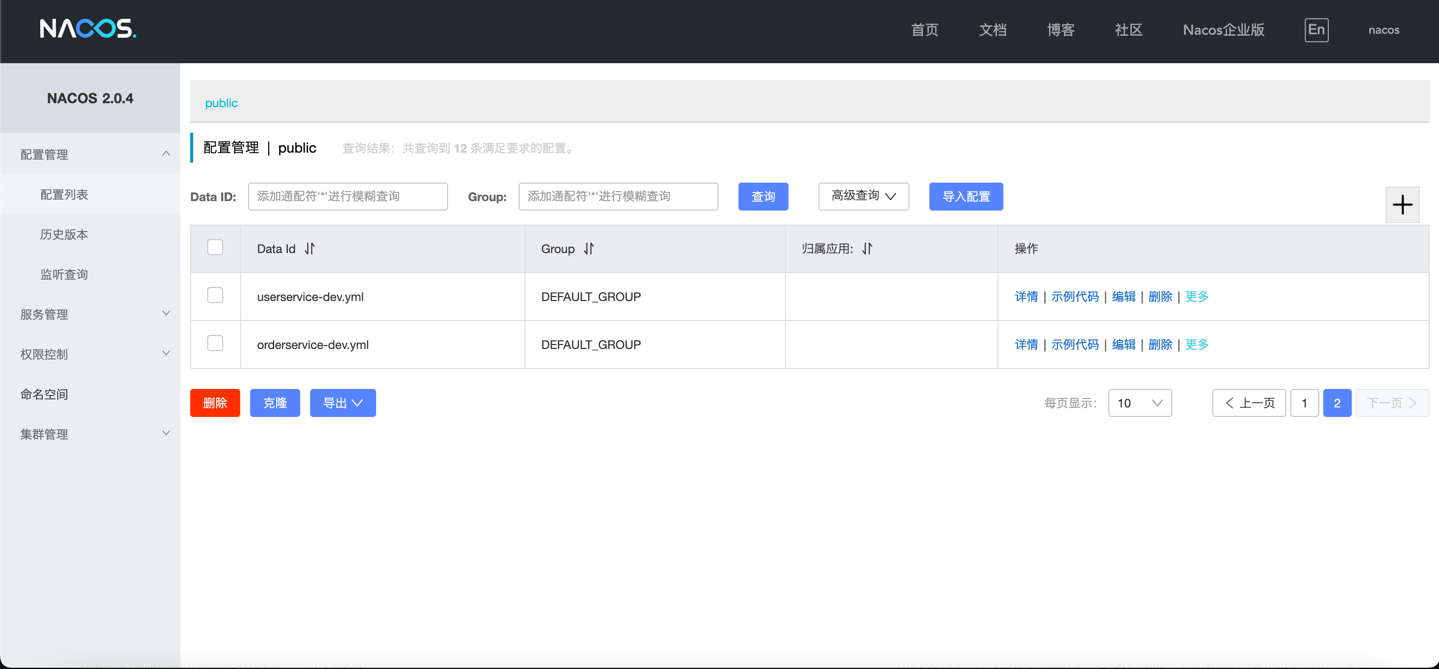 NACOS. 首页 文档 博客 社区 Nacos企业版 En nacos
NACOS 2.0.4
public
配置管理
配置管理 | public 查询结果：共查询到 12 条满足要求的配置。
配置列表
Data ID: 添加通配符'*'进行模糊查询 Group: 添加通配符'*'进行模糊查询 查询 高级查询 导入配置
历史版本
Data Id Group 归属应用: 操作
监听查询
userservice-dev.yml DEFAULT_GROUP 详情 | 示例代码 | 编辑 | 删除 | 更多
服务管理
orderservice-dev.yml DEFAULT_GROUP 详情 | 示例代码 | 编辑 | 删除 | 更多
权限控制
命名空间
删除 克隆 导出 每页显示: 10 上一页 1 2 下一页
集群管理